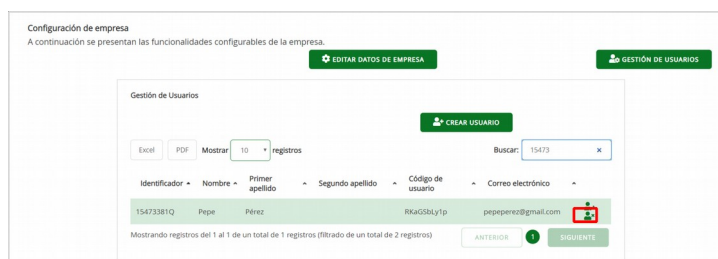 Configuración de empresa
A continuación se presentan las funcionalidades configurables de la empresa.
EDITAR DATOS DE EMPRESA
GESTIÓN DE USUARIOS
Gestión de Usuarios
CREAR USUARIO
Excel PDF Mostrar 10 registros Buscar: 15473 x
Identificador Nombre Primer apellido Segundo apellido Código de usuario Correo electrónico
15473381Q Pepe Pérez RKaGSbLy1p pepeperez@gmail.com
Mostrando registros del 1 al 1 de un total de 1 registros (filtrado de un total de 2 registros) ANTERIOR 1 SIGUIENTE